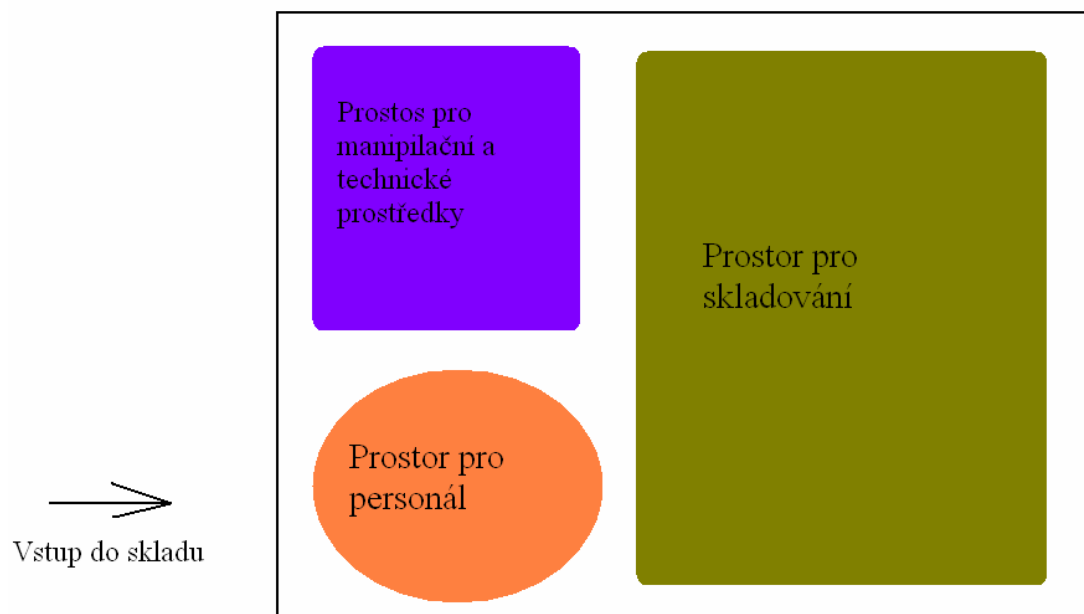 Prostos pro
manipilační a
technické
prostředky
Prostor pro
skladování
Prostor pro
personál
Vstup do skladu